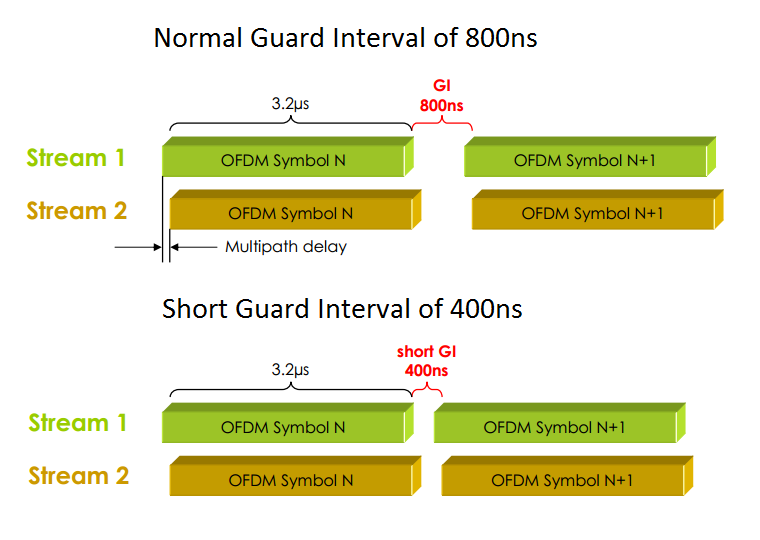 Normal Guard Interval of 800ns
GI
800ns
3.2µs
Stream 1
OFDM Symbol N
OFDM Symbol N+1
Stream 2
OFDM Symbol N
OFDM Symbol N+1
Multipath delay
Short Guard Interval of 400ns
short GI
400ns
3.2µs
Stream 1
OFDM Symbol N
OFDM Symbol N+1
Stream 2
OFDM Symbol N
OFDM Symbol N+1